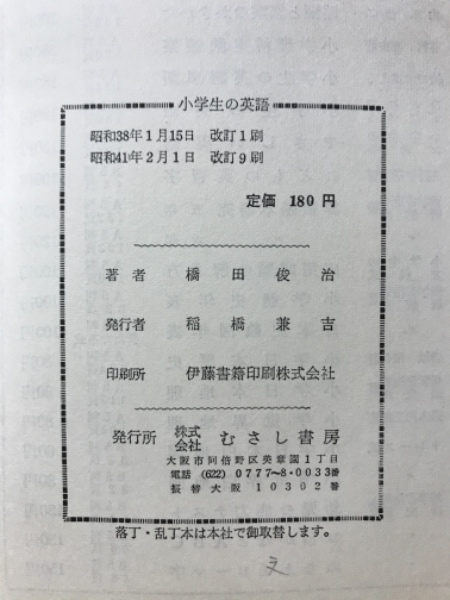 小学生の英語
昭和38年1月15日　改訂1刷
昭和41年2月1日　改訂9刷
定価　180円
著者　橋田俊治
発行者　稲橋兼吉
印刷所　伊藤書籍印刷株式会社
発行所　株式会社　むさし書房
大阪市阿倍野区英章園1丁目
電話 (622) 0777~8・0033番
振替大阪 10302番
落丁・乱丁本は本社で御取替します。